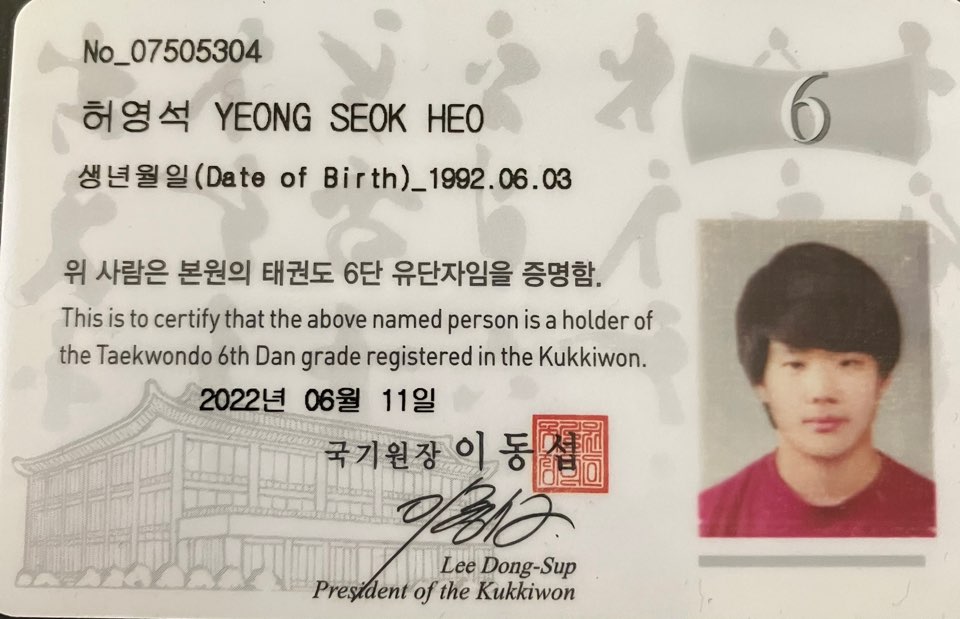 No_07505304
6
허영석 YEONG SEOK HEO
생년월일(Date of Birth)_1992.06.03
위 사람은 본원의 태권도 6단 유단자임을 증명함.
This is to certify that the above named person is a holder of
the Taekwondo 6th Dan grade registered in the Kukkiwon.
2022년 06월 11일
국기원장 이동섭
Lee Dong-Sup
President of the Kukkiwon